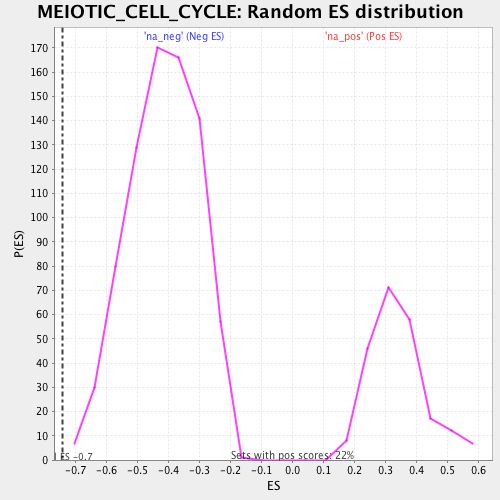 MEIOTIC_CELL_CYCLE: Random ES distribution
'na_neg' (Neg ES)
'na_pos' (Pos ES)
P(ES)
170
160
150
140
130
120
110
100
90
80
70
60
50
40
30
20
10
0
ES -0.7
Sets with pos scores: 22%
-0.7 -0.6 -0.5 -0.4 -0.3 -0.2 -0.1 0.0 0.1 0.2 0.3 0.4 0.5 0.6
ES